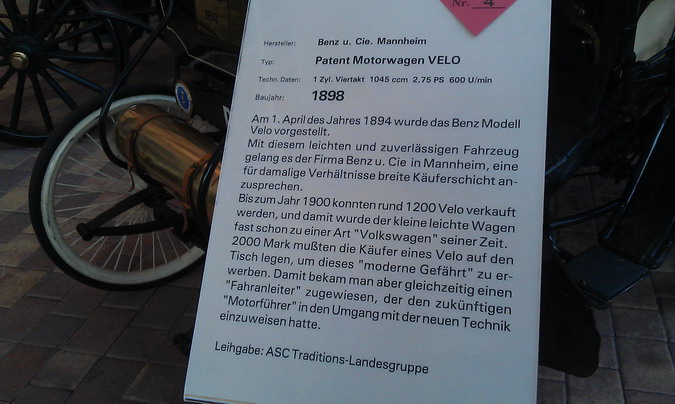 Nr. 4
Hersteller: Benz u. Cie. Mannheim
Typ: Patent Motorwagen VELO
Techn. Daten: 1 Zyl. Viertakt 1045 ccm 2,75 PS 600 U/min
Baujahr: 1898
Am 1. April des Jahres 1894 wurde das Benz Modell
Velo vorgestellt.
Mit diesem leichten und zuverlässigen Fahrzeug
gelang es der Firma Benz u. Cie in Mannheim, eine
für damalige Verhältnisse breite Käuferschicht an-
zusprechen.
Bis zum Jahr 1900 konnten rund 1200 Velo verkauft
werden, und damit wurde der kleine leichte Wagen
fast schon zu einer Art "Volkswagen" seiner Zeit.
2000 Mark mußten die Käufer eines Velo auf den
Tisch legen, um dieses "moderne Gefährt" zu er-
werben. Damit bekam man aber gleichzeitig einen
"Fahranleiter" zugewiesen, der den zukünftigen
"Motorführer" in den Umgang mit der neuen Technik
einzuweisen hatte.
Leihgabe: ASC Traditions-Landesgruppe